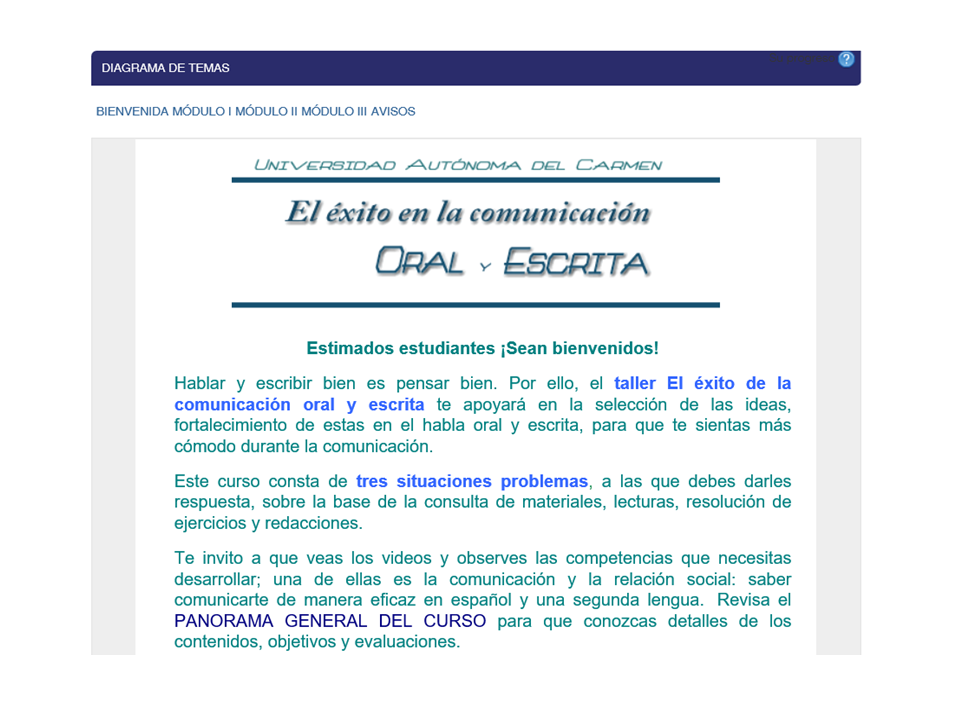 DIAGRAMA DE TEMAS
BIENVENIDA MÓDULO I MÓDULO II MÓDULO III AVISOS
UNIVERSIDAD AUTÓNOMA DEL CARMEN
El éxito en la comunicación
ORAL Y ESCRITA
Estimados estudiantes ¡Sean bienvenidos!
Hablar y escribir bien es pensar bien. Por ello, el taller El éxito de la
comunicación oral y escrita te apoyará en la selección de las ideas,
fortalecimiento de estas en el habla oral y escrita, para que te sientas más
cómodo durante la comunicación.
Este curso consta de tres situaciones problemas, a las que debes darles
respuesta, sobre la base de la consulta de materiales, lecturas, resolución de
ejercicios y redacciones.
Te invito a que veas los videos y observes las competencias que necesitas
desarrollar; una de ellas es la comunicación y la relación social: saber
comunicarte de manera eficaz en español y una segunda lengua. Revisa el
PANORAMA GENERAL DEL CURSO para que conozcas detalles de los
contenidos, objetivos y evaluaciones.